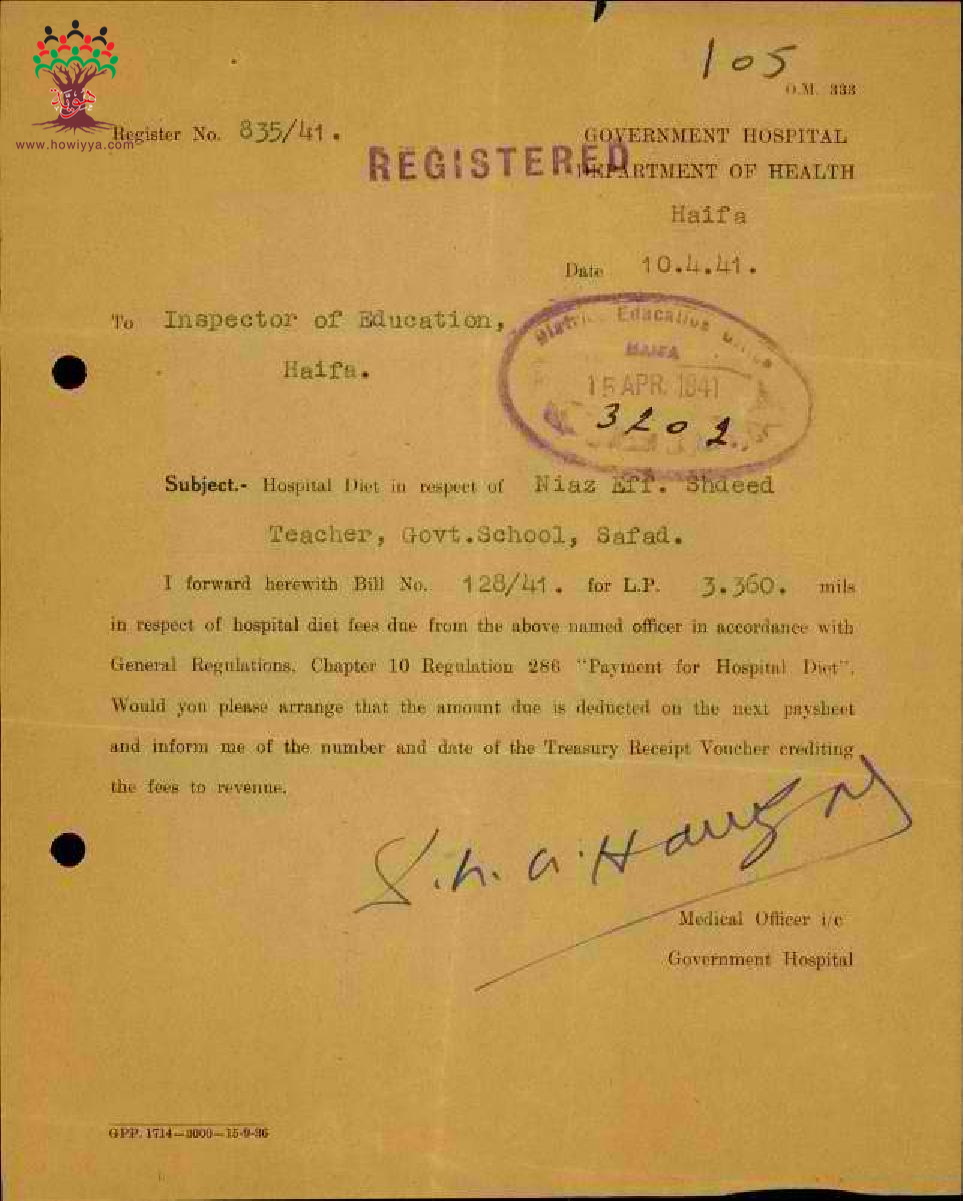 105
O.M. 333
Register No. 835/41.
www.howiyya.com
GOVERNMENT HOSPITAL
REGISTERED
DEPARTMENT OF HEALTH
Haifa
Date 10.4.41.
To Inspector of Education,
Haifa.
District Education Office
HAIFA
15 APR. 1941
3202
Subject.- Hospital Diet in respect of Niaz Eff. Shdeed
Teacher, Govt.School, Safad.
I forward herewith Bill No. 128/41. for L.P. 3.360. mils
in respect of hospital diet fees due from the above named officer in accordance with
General Regulations, Chapter 10 Regulation 286 "Payment for Hospital Diet".
Would you please arrange that the amount due is deducted on the next paysheet
and inform me of the number and date of the Treasury Receipt Voucher crediting
the fees to revenue.
Medical Officer i/c
Government Hospital
GPP. 1714—3000—15-9-36